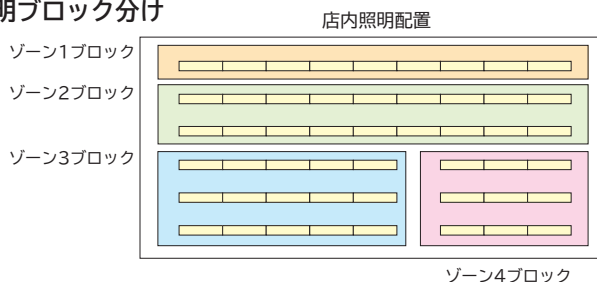 明ブロック分け
店内照明配置
ゾーン1ブロック
ゾーン2ブロック
ゾーン3ブロック
ゾーン4ブロック